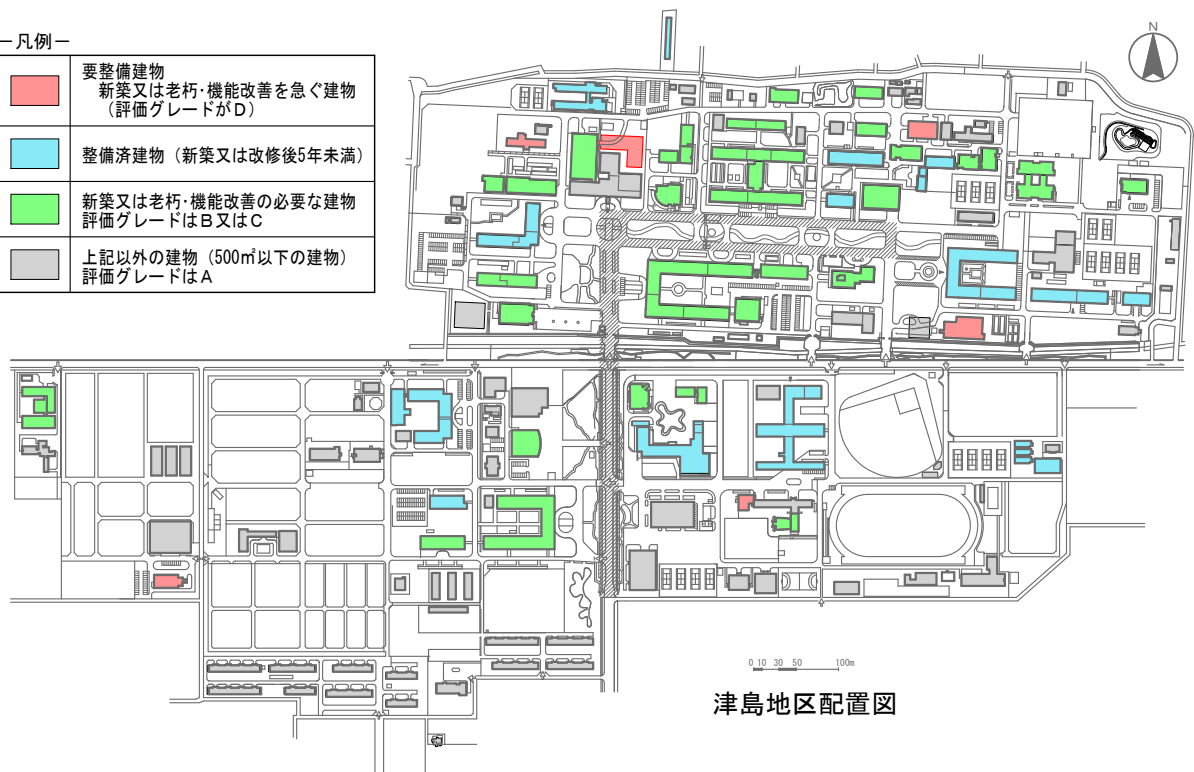 －凡例－
要整備建物
新築又は老朽・機能改善を急ぐ建物
（評価グレードがＤ）
整備済建物（新築又は改修後5年未満）
新築又は老朽・機能改善の必要な建物
評価グレードはＢ又はＣ
上記以外の建物（500㎡以下の建物）
評価グレードはＡ
N
0 10 30 50 100m
津島地区配置図